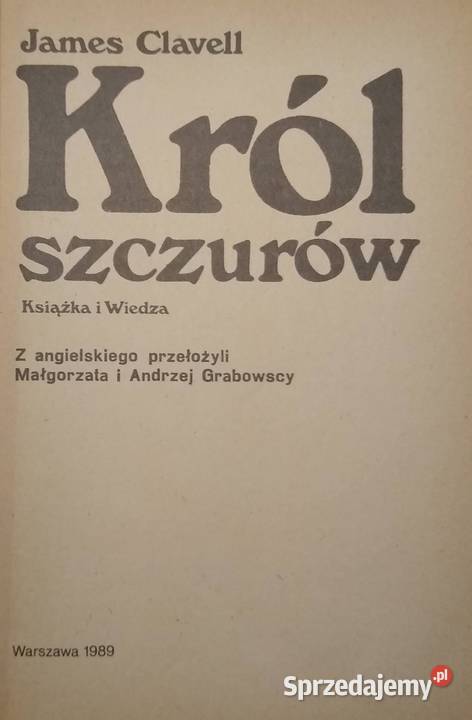 James Clavell
Król
szczurów
Książka i Wiedza
Z angielskiego przełożyli
Małgorzata i Andrzej Grabowscy
Warszawa 1989
Sprzedajemy.pl